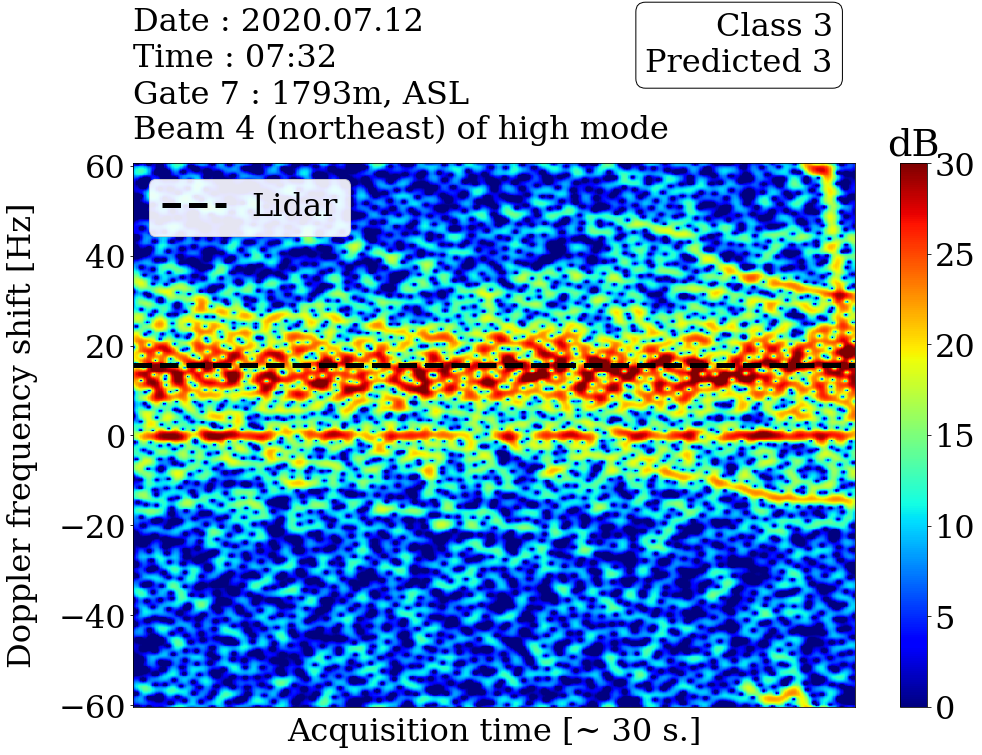 Date : 2020.07.12
Time : 07:32
Gate 7 : 1793m, ASL
Beam 4 (northeast) of high mode
Class 3
Predicted 3
dB
Lidar
Doppler frequency shift [Hz]
60
40
20
0
−20
−40
−60
30
25
20
15
10
5
0
Acquisition time [~ 30 s.]